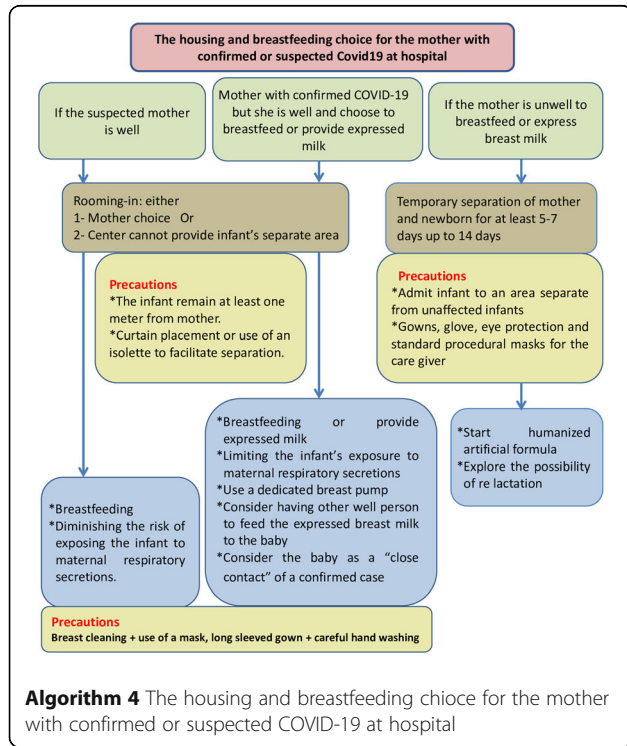 The housing and breastfeeding choice for the mother with
confirmed or suspected Covid19 at hospital
If the suspected mother
is well
Mother with confirmed COVID-19
but she is well and choose to
breastfeed or provide expressed
milk
If the mother is unwell to
breastfeed or express
breast milk
Rooming-in: either
1- Mother choice Or
2- Center cannot provide infant's separate area
Temporary separation of mother
and newborn for at least 5-7
days up to 14 days
Precautions
*The infant remain at least one
meter from mother.
*Curtain placement or use of an
isolette to facilitate separation.
Precautions
*Admit infant to an area separate
from unaffected infants
*Gowns, glove, eye protection and
standard procedural masks for the
care giver
*Breastfeeding
*Diminishing the risk of
exposing the infant to
maternal respiratory
secretions.
*Breastfeeding or provide
expressed milk
*Limiting the infant's exposure to
maternal respiratory secretions
*Use a dedicated breast pump
*Consider having other well person
to feed the expressed breast milk
to the baby
*Consider the baby as a "close
contact" of a confirmed case
*Start humanized
artificial formula
*Explore the possibility
of re lactation
Precautions
Breast cleaning + use of a mask, long sleeved gown + careful hand washing
Algorithm 4 The housing and breastfeeding chioce for the mother
with confirmed or suspected COVID-19 at hospital